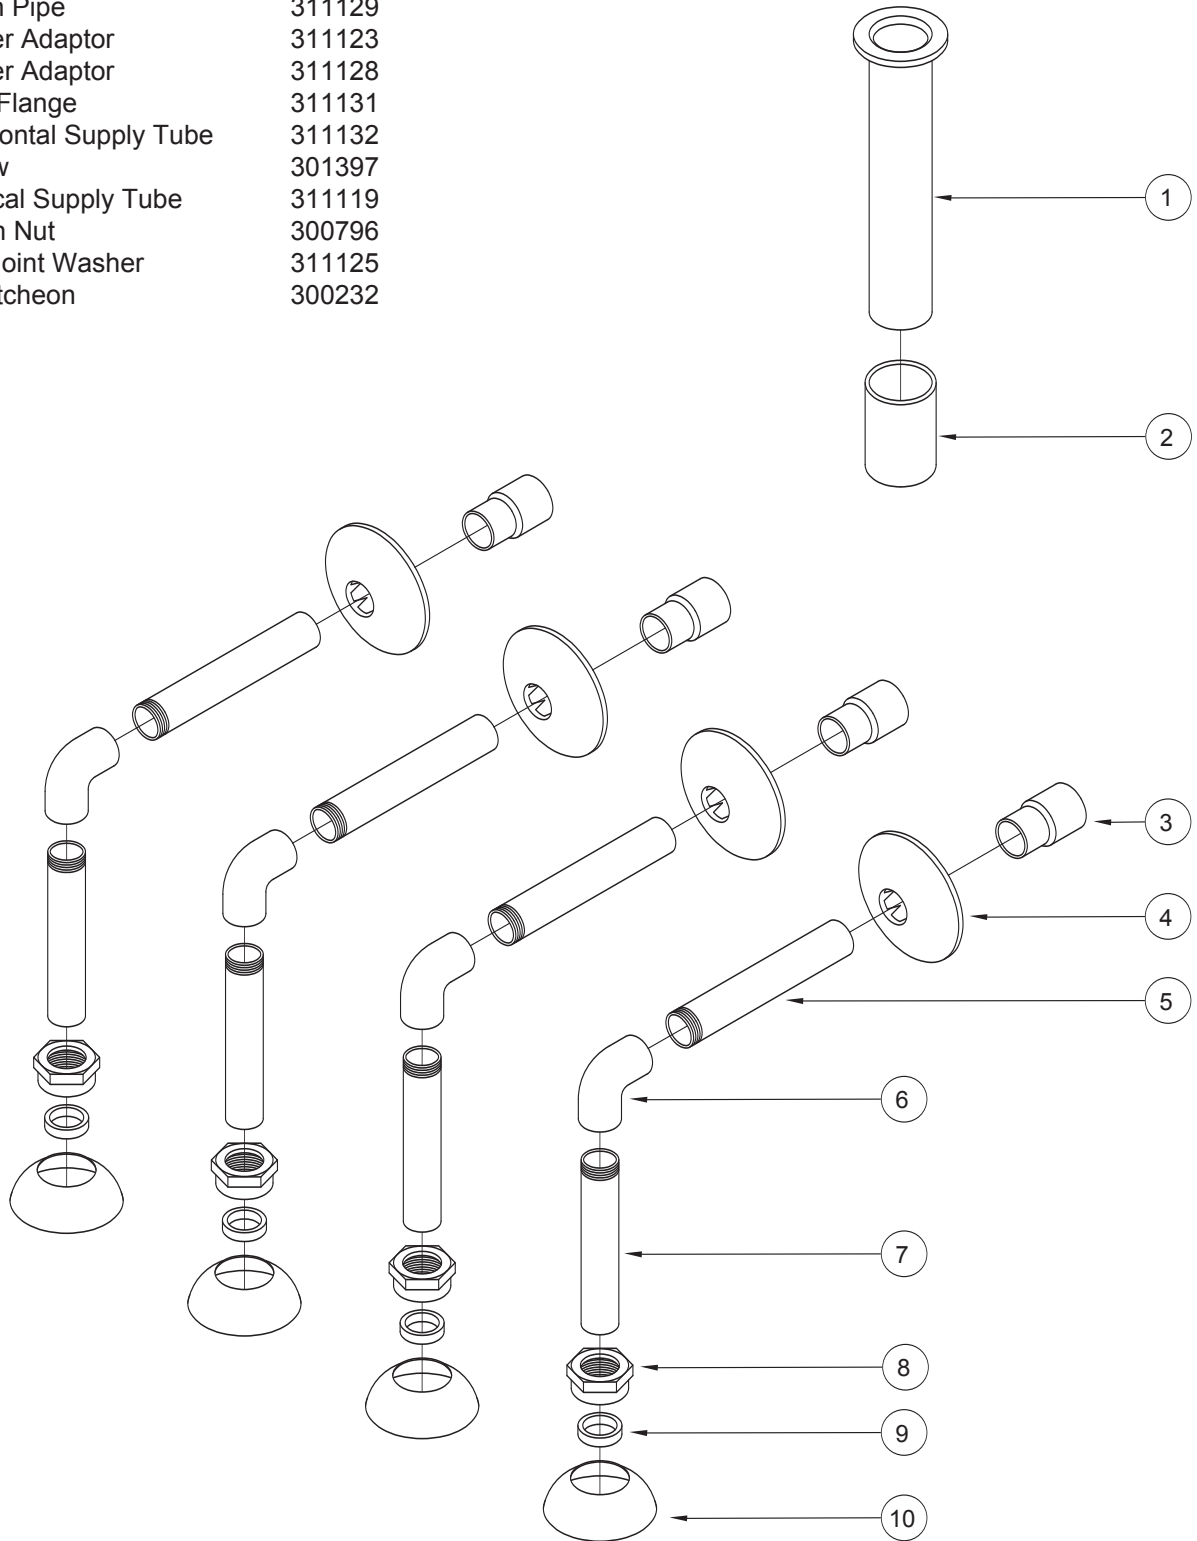 n Pipe 311129
er Adaptor 311123
er Adaptor 311128
Flange 311131
ontal Supply Tube 311132
w 301397
cal Supply Tube 311119
n Nut 300796
oint Washer 311125
tcheon 300232
1
2
3
4
5
6
7
8
9
10